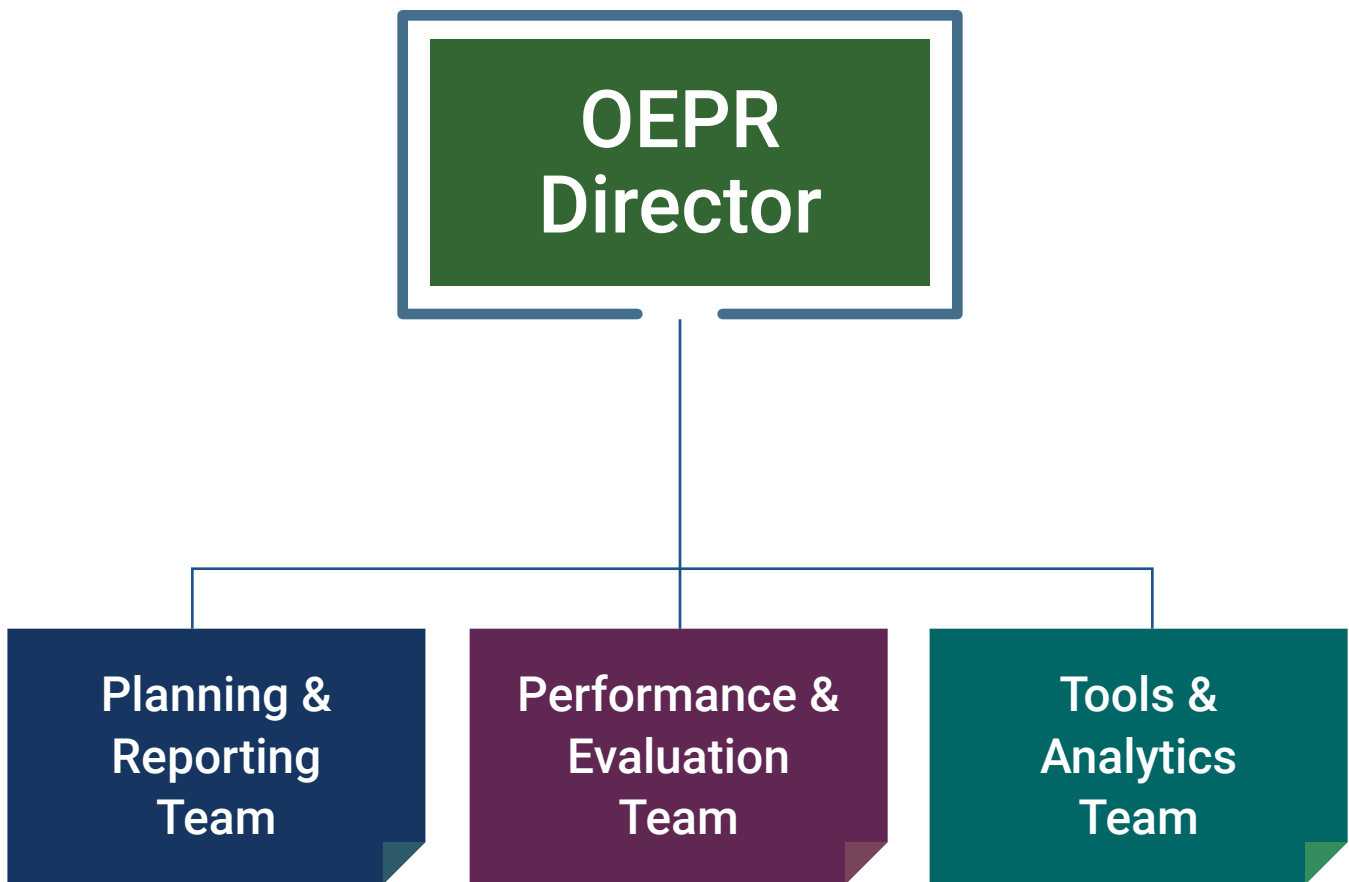 OEPR
Director
Planning &
Reporting
Team
Performance &
Evaluation
Team
Tools &
Analytics
Team